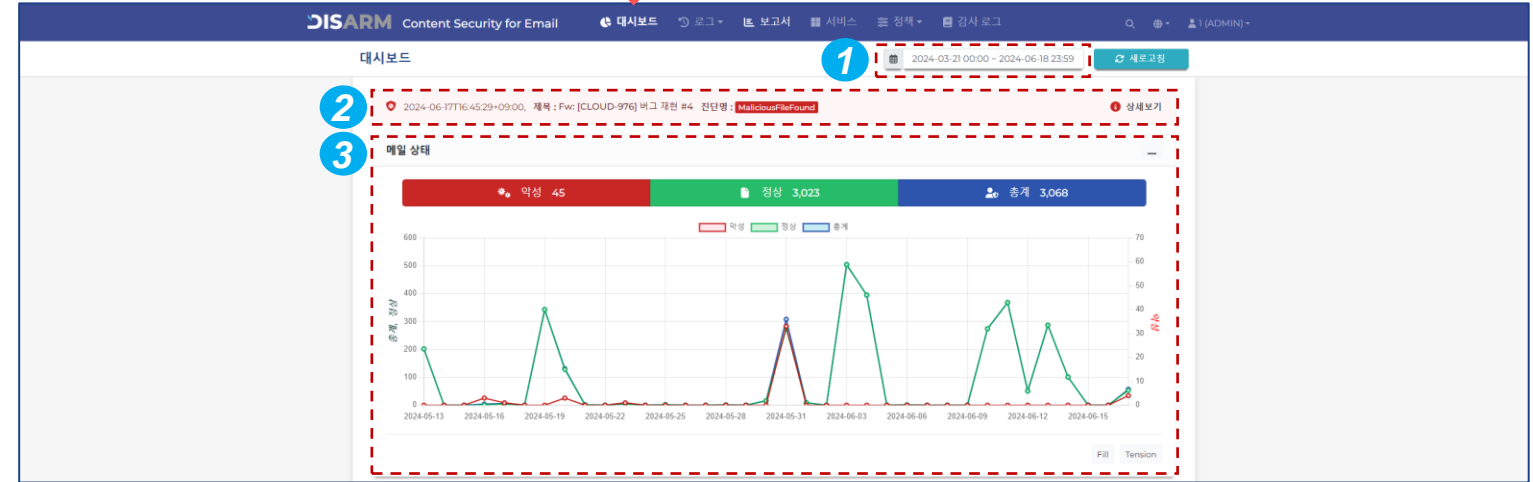 DISARM Content Security for Email 대시보드 로그 보고서 서비스 정책 감사 로그 1 (ADMIN)
대시보드 1 2024-03-21 00:00 ~ 2024-06-18 23:59 새로고침
2 2024-06-17T16:45:29+09:00, 제목 : Fw: [CLOUD-976] 버그 재현 #4 진단명 : MaliciousFileFound 상세보기
3 메일 상태
악성 45 정상 3,023 총계 3,068
악성 정상 총계
600 70
60
500
50
400
40
총계, 정상 악성
300
30
200
20
100
10
0 0
2024-05-13 2024-05-16 2024-05-19 2024-05-22 2024-05-25 2024-05-28 2024-05-31 2024-06-03 2024-06-06 2024-06-09 2024-06-12 2024-06-15
Fill Tension